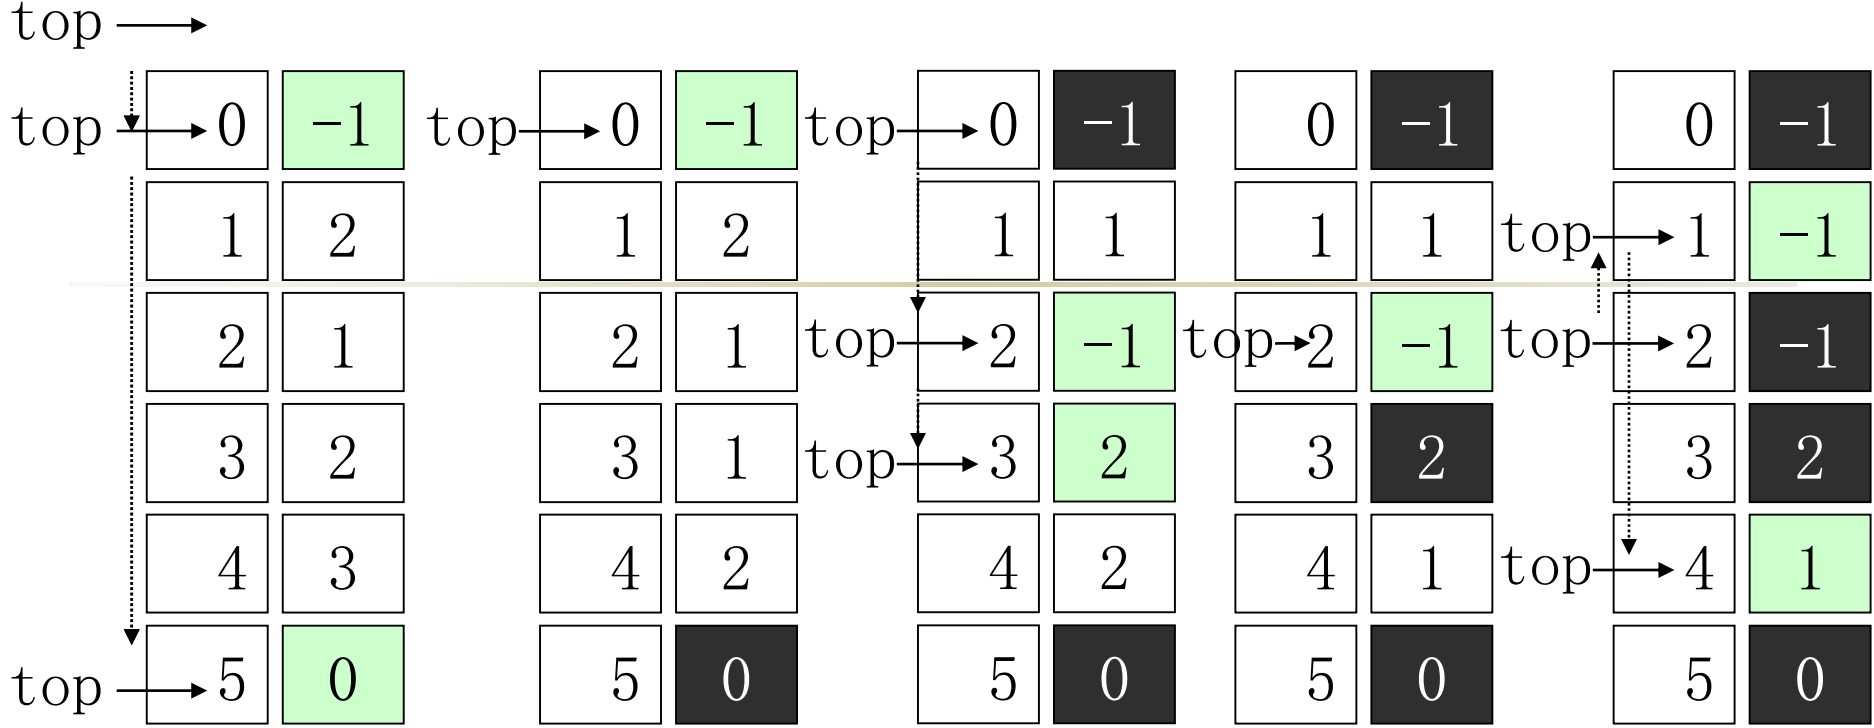 top
top 0 -1 top 0 -1 top 0 -1 0 -1 0 -1
1 2 1 2 1 1 1 1 top 1 -1
2 1 2 1 top 2 -1 top 2 -1 top 2 -1
3 2 3 1 top 3 2 3 2 3 2
4 3 4 2 4 2 4 1 top 4 1
top 5 0 5 0 5 0 5 0 5 0